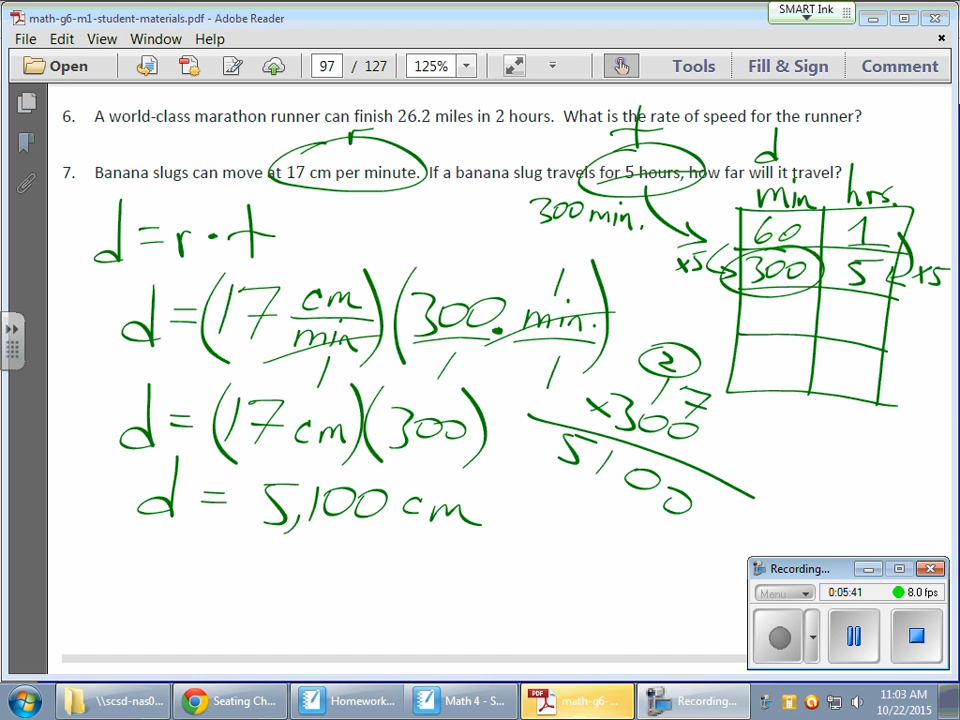 math-g6-m1-student-materials.pdf - Adobe Reader
SMART Ink
File Edit View Window Help
Open 97 / 127 125% Tools Fill & Sign Comment
6. A world-class marathon runner can finish 26.2 miles in 2 hours. What is the rate of speed for the runner?
r t d
7. Banana slugs can move at 17 cm per minute. If a banana slug travels for 5 hours, how far will it travel?
300 min.
min hrs.
60 1
x5 300 5 x5
d = r · t
d = (17 cm/min) (300 · min.)
1 1 1 1
d = (17 cm)(300)
d = 5,100 cm
2
17
x300
5100
Recording...
Menu 0:05:41 8.0 fps
\\scsd-nas0... Seating Ch... Homework... Math 4 - S... math-g6-... Recording...
11:03 AM
10/22/2015